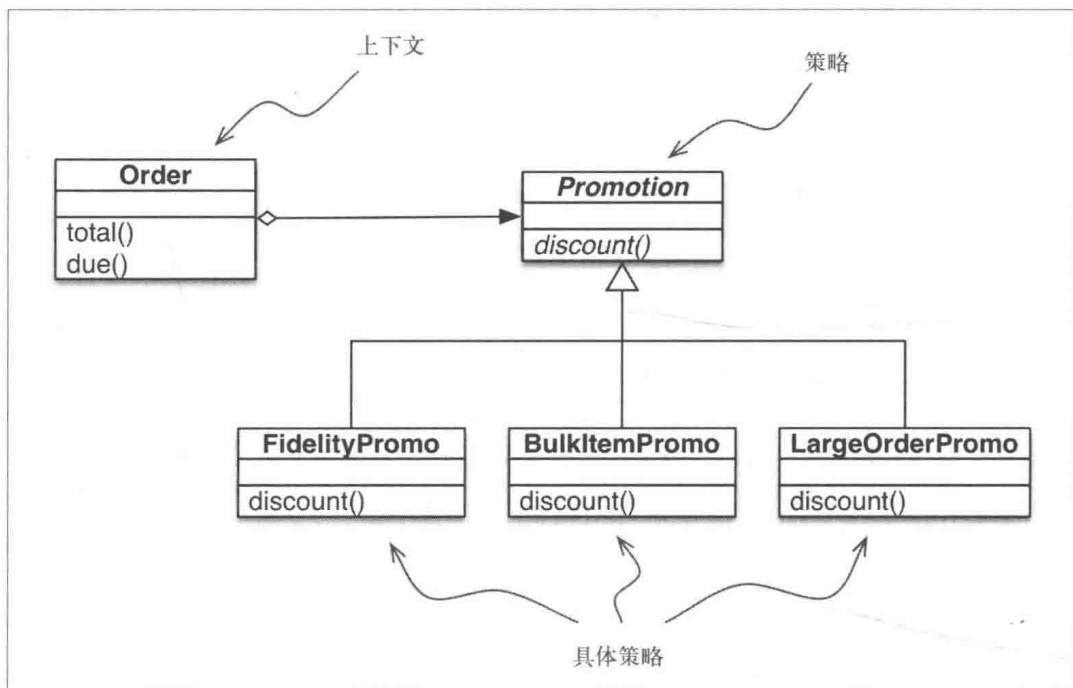 上下文
策略
Order
total()
due()
Promotion
discount()
FidelityPromo
discount()
BulkItemPromo
discount()
LargeOrderPromo
discount()
具体策略